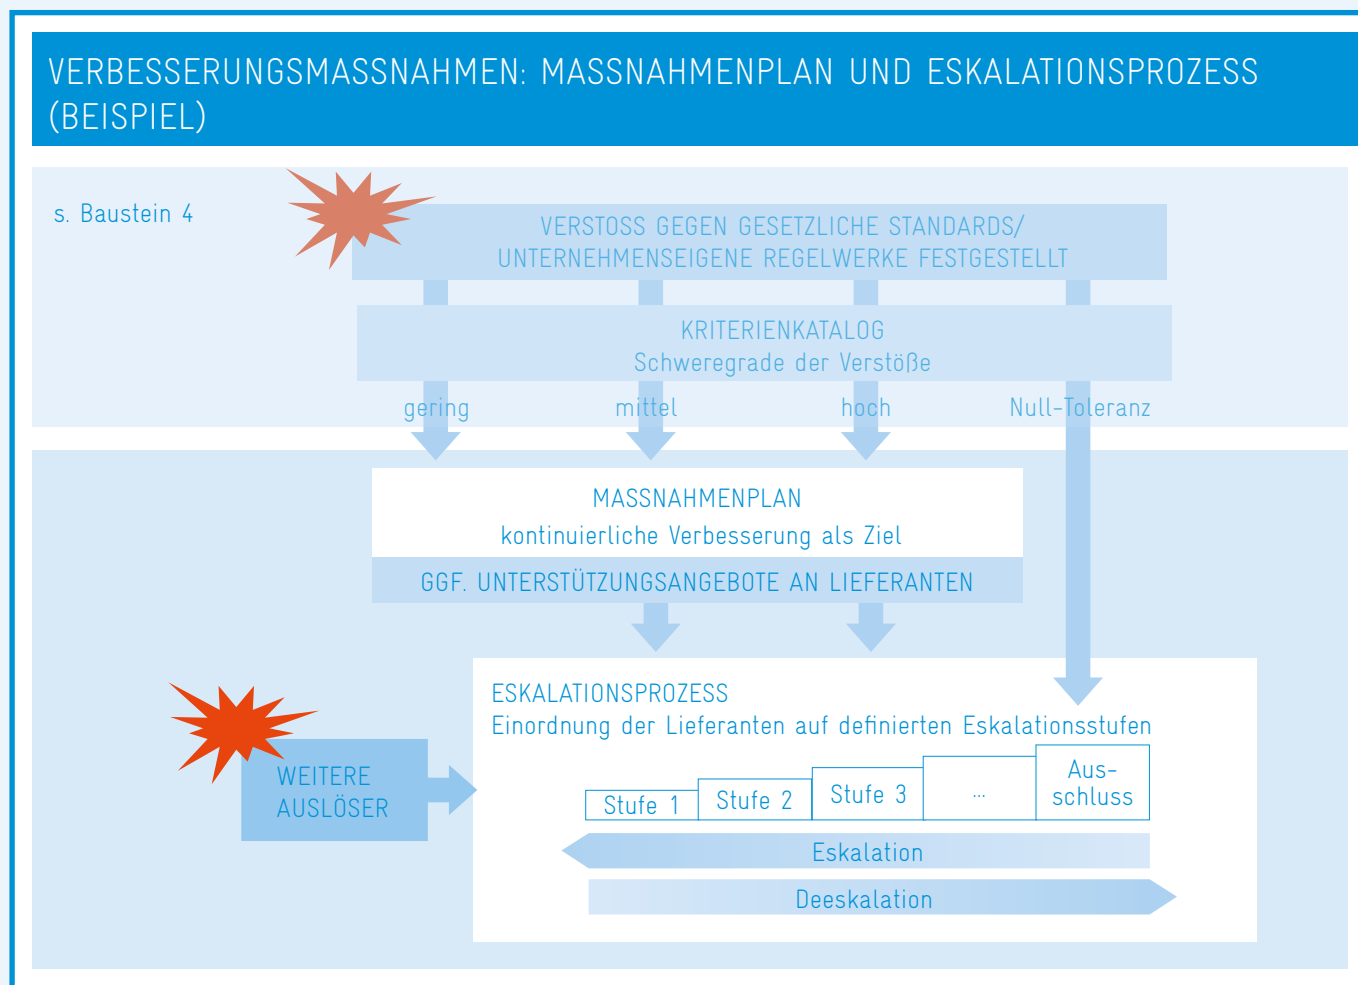 VERBESSERUNGSMASSNAHMEN: MASSNAHMENPLAN UND ESKALATIONSPROZESS
(BEISPIEL)
s. Baustein 4
VERSTOSS GEGEN GESETZLICHE STANDARDS/
UNTERNEHMENSEIGENE REGELWERKE FESTGESTELLT
KRITERIENKATALOG
Schweregrade der Verstöße
gering mittel hoch Null-Toleranz
MASSNAHMENPLAN
kontinuierliche Verbesserung als Ziel
GGF. UNTERSTÜTZUNGSANGEBOTE AN LIEFERANTEN
WEITERE
AUSLÖSER
ESKALATIONSPROZESS
Einordnung der Lieferanten auf definierten Eskalationsstufen
Stufe 1
Stufe 2
Stufe 3
...
Aus-
schluss
Eskalation
Deeskalation